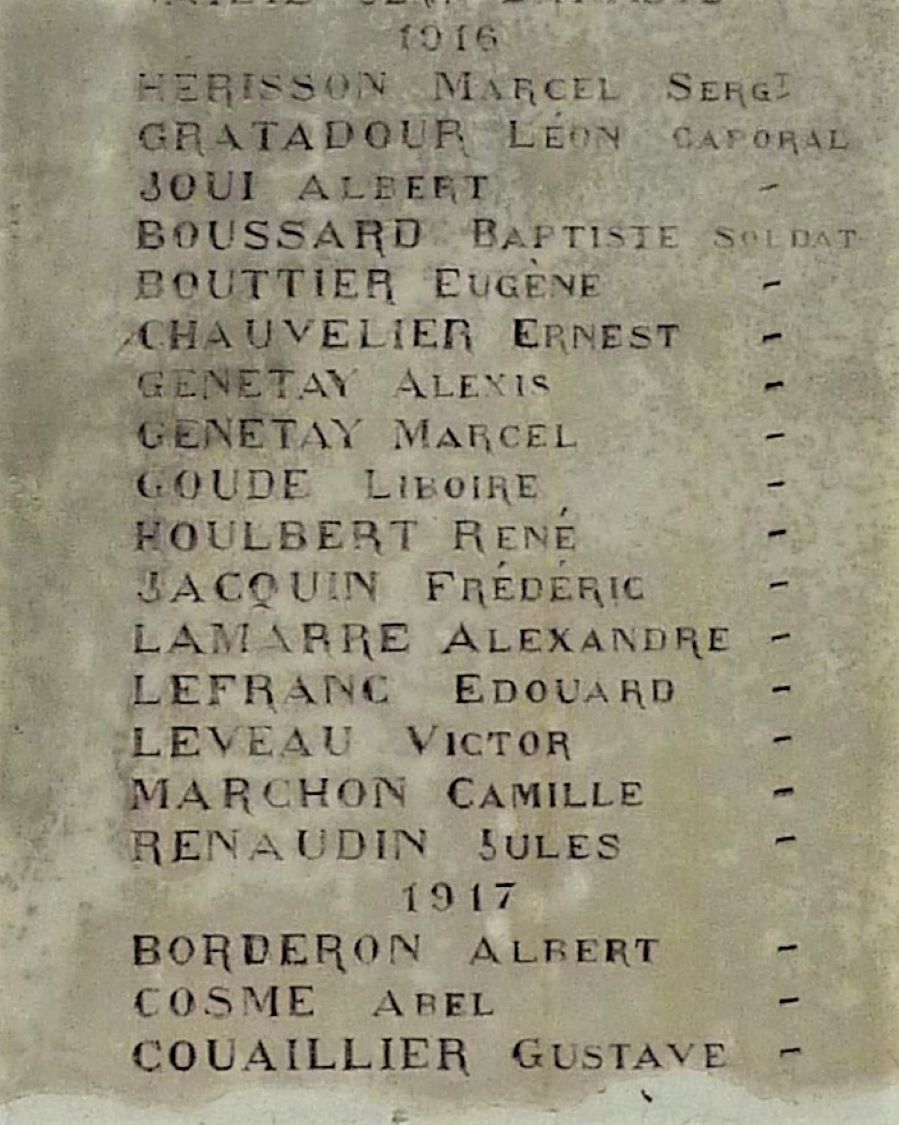 1916
HERISSON MARCEL SERGT
GRATADOUR LÉON CAPORAL
JOUI ALBERT -
BOUSSARD BAPTISTE SOLDAT
BOUTTIER EUGÈNE -
CHAUVELIER ERNEST -
GENETAY ALEXIS -
GENETAY MARCEL -
GOUDE LIBOIRE -
HOULBERT RENÉ -
JACQUIN FRÉDÉRIC -
LAMARRE ALEXANDRE -
LEFRANC EDOUARD -
LEVEAU VICTOR -
MARCHON CAMILLE -
RENAUDIN JULES -
1917
BORDERON ALBERT -
COSME ABEL -
COUAILLIER GUSTAVE -